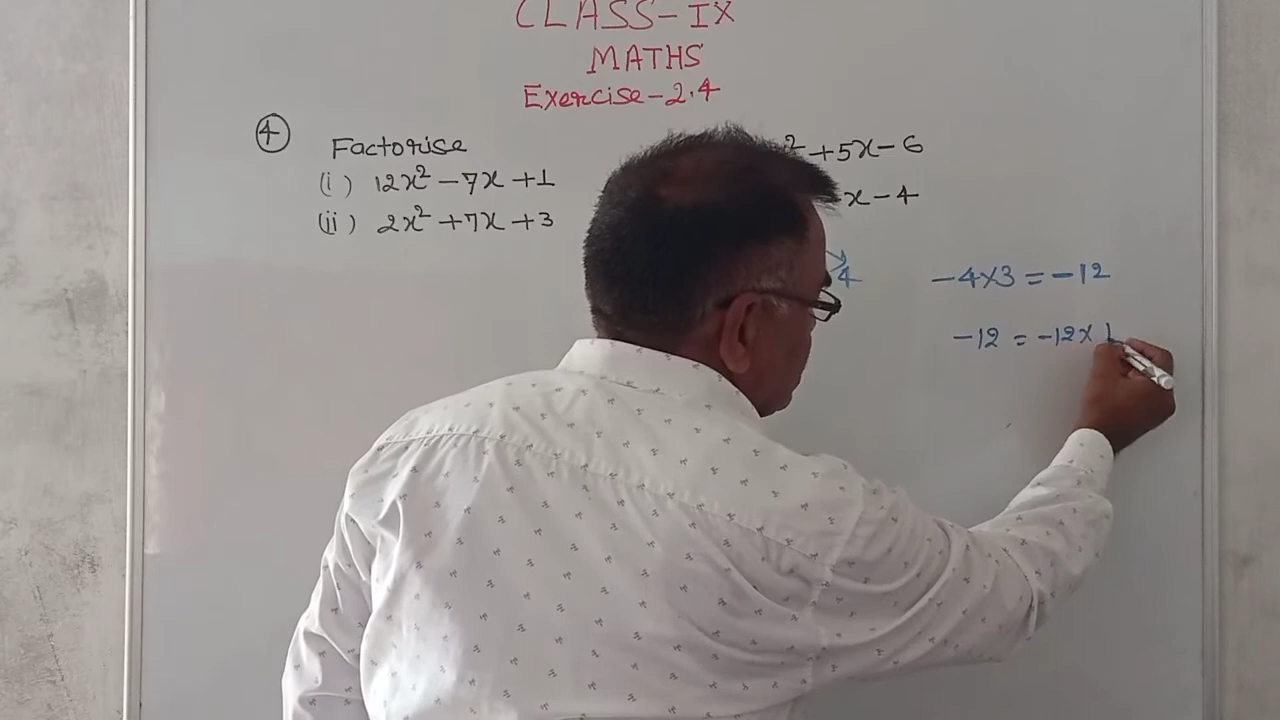 CLASS-IX
MATHS
Exercise-2.4
④ Factorise
(i) 12x² -7x +1
(ii) 2x² +7x +3
² +5x-6
x-4
4
-4×3 = -12
-12 = -12× 1